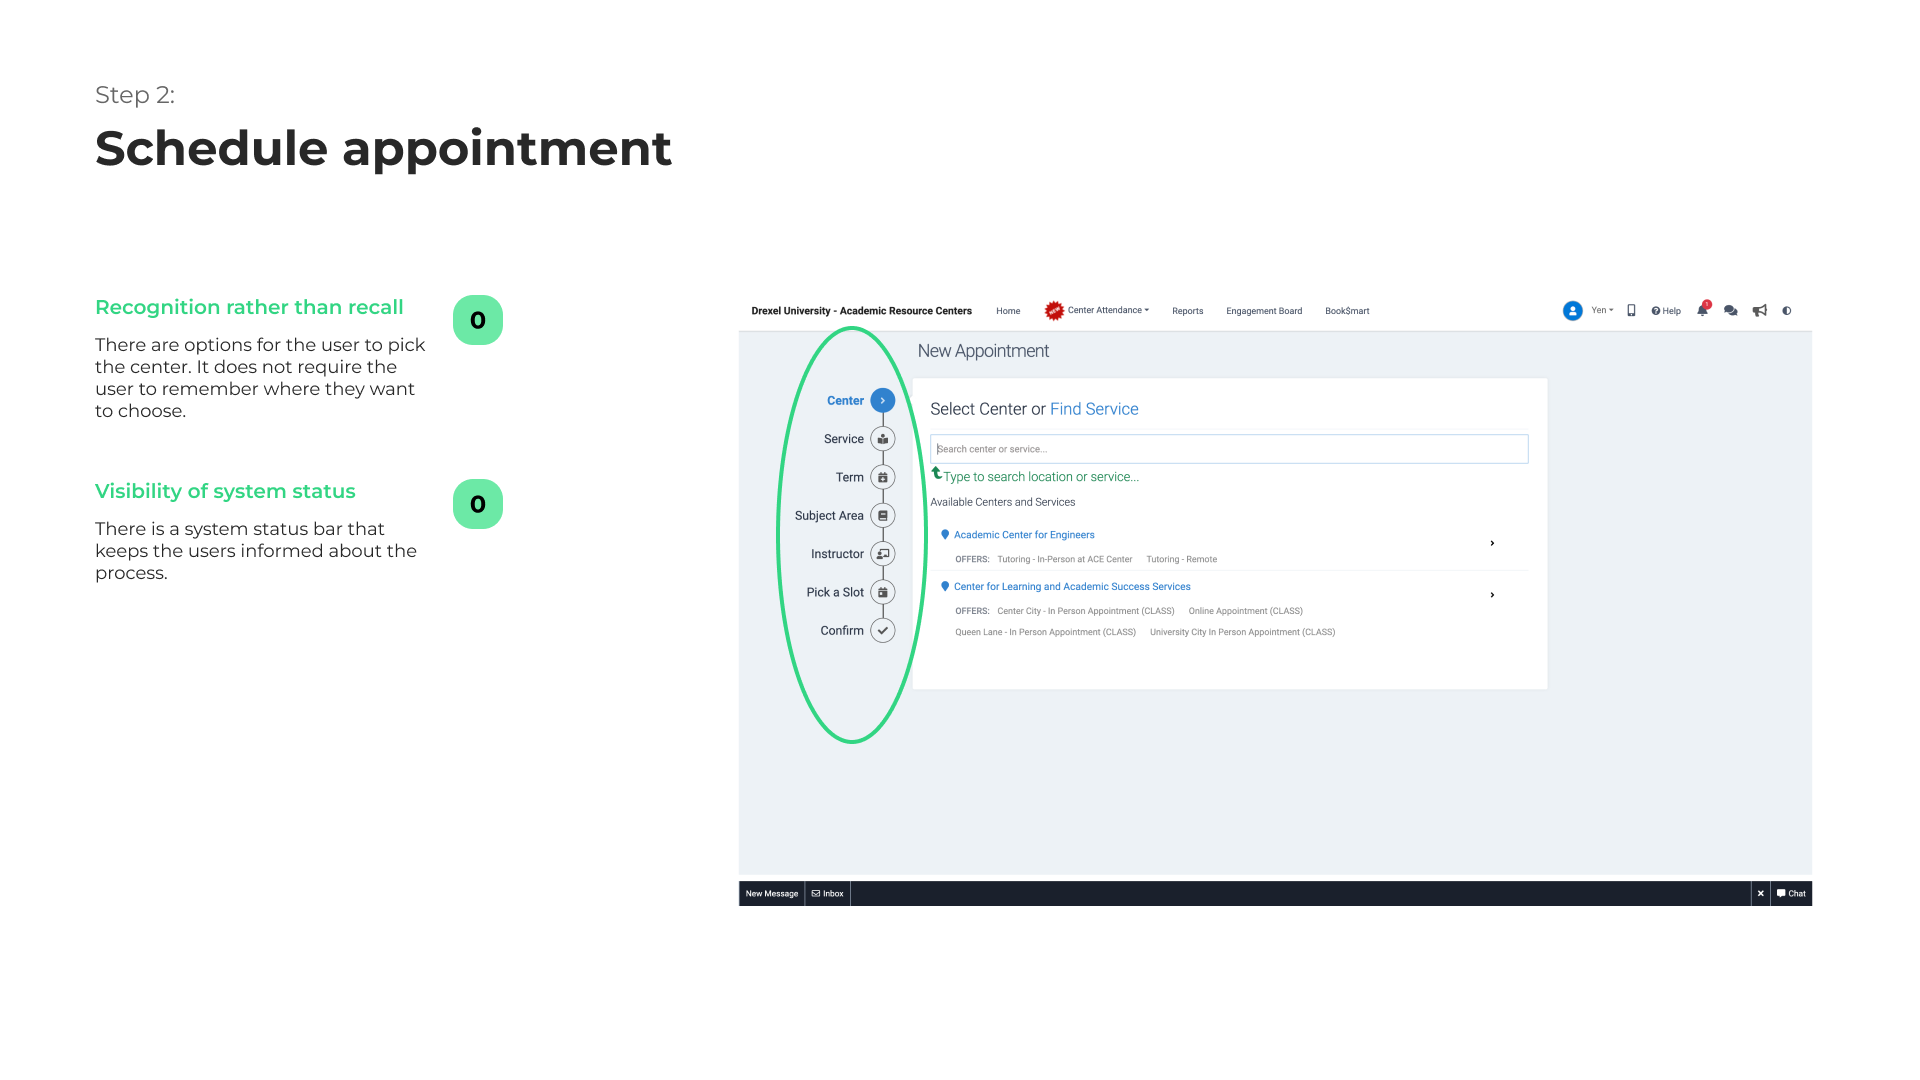 Step 2:
Schedule appointment
Recognition rather than recall
0
There are options for the user to pick
the center. It does not require the
user to remember where they want
to choose.
Visibility of system status
0
There is a system status bar that
keeps the users informed about the
process.
Drexel University - Academic Resource Centers Home Center Attendance Reports Engagement Board Book$mart Yen Help 1
New Appointment
Center
Service
Term
Subject Area
Instructor
Pick a Slot
Confirm
Select Center or Find Service
Search center or service...
Type to search location or service...
Available Centers and Services
Academic Center for Engineers
OFFERS: Tutoring - In-Person at ACE Center Tutoring - Remote
Center for Learning and Academic Success Services
OFFERS: Center City - In Person Appointment (CLASS) Online Appointment (CLASS)
Queen Lane - In Person Appointment (CLASS) University City In Person Appointment (CLASS)
New Message Inbox Chat